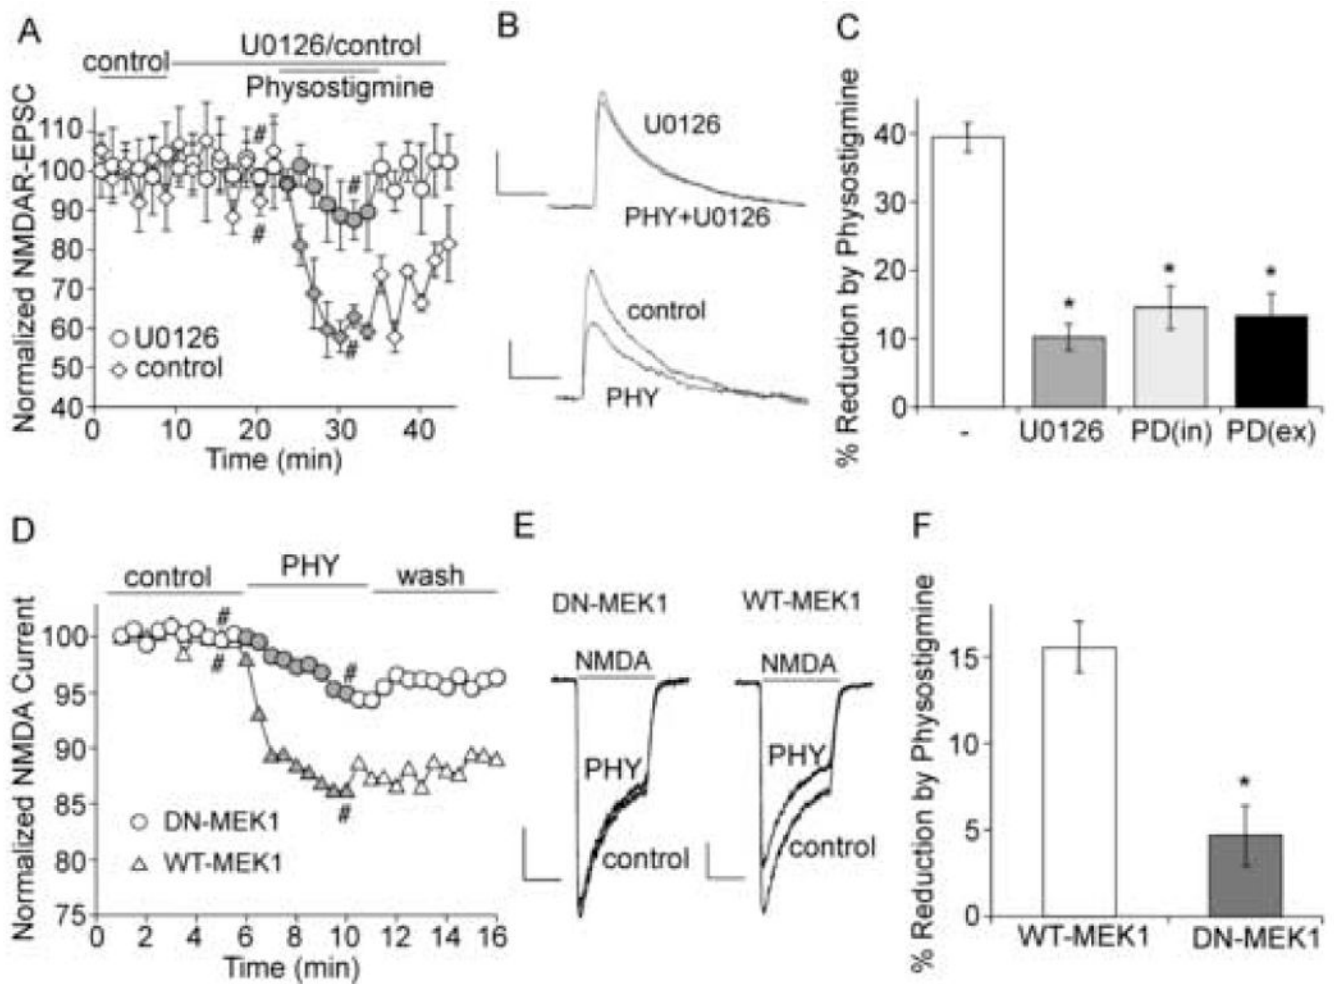 A
control
U0126/control
Physostigmine
Normalized NMDAR-EPSC
110
100
90
80
70
60
50
40
#
#
#
#
U0126
control
0 10 20 30 40
Time (min)
B
U0126
PHY+U0126
control
PHY
C
% Reduction by Physostigmine
40
30
20
10
0
*
*
*
- U0126 PD(in) PD(ex)
D
control
PHY
wash
Normalized NMDA Current
100
95
90
85
80
75
#
#
#
#
DN-MEK1
WT-MEK1
0 2 4 6 8 10 12 14 16
Time (min)
E
DN-MEK1
WT-MEK1
NMDA
NMDA
PHY
control
PHY
control
F
% Reduction by Physostigmine
15
10
5
0
*
WT-MEK1 DN-MEK1